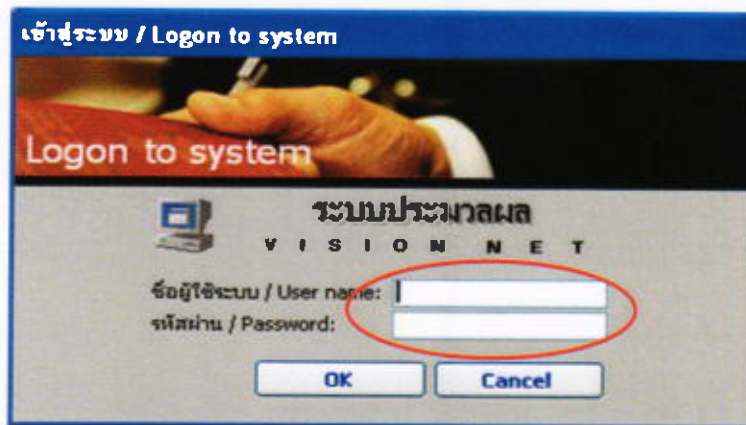 เข้าสู่ระบบ / Logon to system
Logon to system
ระบบประมวลผล
VISION NET
ชื่อผู้ใช้ระบบ / User name:
รหัสผ่าน / Password:
OK Cancel